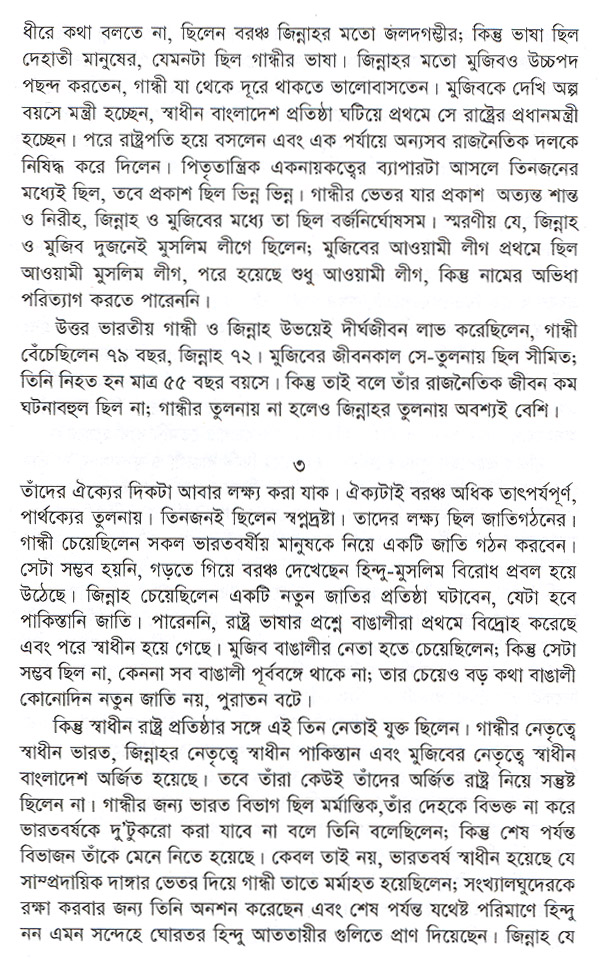 ধীরে কথা বলতে না, ছিলেন বরঞ্চ জিন্নাহর মতো জলদগম্ভীর; কিন্তু ভাষা ছিল
দেহাতী মানুষের, যেমনটা ছিল গান্ধীর ভাষা। জিন্নাহর মতো মুজিবও উচ্চপদ
পছন্দ করতেন, গান্ধী যা থেকে দূরে থাকতে ভালোবাসতেন। মুজিবকে দেখি অল্প
বয়সে মন্ত্রী হচ্ছেন, স্বাধীন বাংলাদেশ প্রতিষ্ঠা ঘটিয়ে প্রথমে সে রাষ্ট্রের প্রধানমন্ত্রী
হচ্ছেন। পরে রাষ্ট্রপতি হয়ে বসলেন এবং এক পর্যায়ে অন্যসব রাজনৈতিক দলকে
নিষিদ্ধ করে দিলেন। পিতৃতান্ত্রিক একনায়কত্বের ব্যাপারটা আসলে তিনজনের
মধ্যেই ছিল, তবে প্রকাশ ছিল ভিন্ন ভিন্ন। গান্ধীর ভেতর যার প্রকাশ অত্যন্ত শান্ত
ও নিরীহ, জিন্নাহ ও মুজিবের মধ্যে তা ছিল বর্জনির্ঘোষসম। স্মরণীয় যে, জিন্নাহ
ও মুজিব দুজনেই মুসলিম লীগে ছিলেন; মুজিবের আওয়ামী লীগ প্রথমে ছিল
আওয়ামী মুসলিম লীগ, পরে হয়েছে শুধু আওয়ামী লীগ, কিন্তু নামের অভিধা
পরিত্যাগ করতে পারেননি।
উত্তর ভারতীয় গান্ধী ও জিন্নাহ উভয়েই দীর্ঘজীবন লাভ করেছিলেন, গান্ধী
বেঁচেছিলেন ৭৯ বছর, জিন্নাহ ৭২। মুজিবের জীবনকাল সে-তুলনায় ছিল সীমিত;
তিনি নিহত হন মাত্র ৫৫ বছর বয়সে। কিন্তু তাই বলে তাঁর রাজনৈতিক জীবন কম
ঘটনাবহুল ছিল না; গান্ধীর তুলনায় না হলেও জিন্নাহর তুলনায় অবশ্যই বেশি।
৩
তাঁদের ঐক্যের দিকটা আবার লক্ষ্য করা যাক। ঐক্যটাই বরঞ্চ অধিক তাৎপর্যপূর্ণ,
পার্থক্যের তুলনায়। তিনজনই ছিলেন স্বপ্নদ্রষ্টা। তাদের লক্ষ্য ছিল জাতিগঠনের।
গান্ধী চেয়েছিলেন সকল ভারতবর্ষীয় মানুষকে নিয়ে একটি জাতি গঠন করবেন।
সেটা সম্ভব হয়নি, গড়তে গিয়ে বরঞ্চ দেখেছেন হিন্দু-মুসলিম বিরোধ প্রবল হয়ে
উঠেছে। জিন্নাহ চেয়েছিলেন একটি নতুন জাতির প্রতিষ্ঠা ঘটাবেন, যেটা হবে
পাকিস্তানি জাতি। পারেননি, রাষ্ট্র ভাষার প্রশ্নে বাঙালীরা প্রথমে বিদ্রোহ করেছে
এবং পরে স্বাধীন হয়ে গেছে। মুজিব বাঙালীর নেতা হতে চেয়েছিলেন; কিন্তু সেটা
সম্ভব ছিল না, কেননা সব বাঙালী পূর্ববঙ্গে থাকে না; তার চেয়েও বড় কথা বাঙালী
কোনোদিন নতুন জাতি নয়, পুরাতন বটে।
কিন্তু স্বাধীন রাষ্ট্র প্রতিষ্ঠার সঙ্গে এই তিন নেতাই যুক্ত ছিলেন। গান্ধীর নেতৃত্বে
স্বাধীন ভারত, জিন্নাহর নেতৃত্বে স্বাধীন পাকিস্তান এবং মুজিবের নেতৃত্বে স্বাধীন
বাংলাদেশ অর্জিত হয়েছে। তবে তাঁরা কেউই তাঁদের অর্জিত রাষ্ট্র নিয়ে সন্তুষ্ট
ছিলেন না। গান্ধীর জন্য ভারত বিভাগ ছিল মর্মান্তিক,তাঁর দেহকে বিভক্ত না করে
ভারতবর্ষকে দু'টুকরো করা যাবে না বলে তিনি বলেছিলেন; কিন্তু শেষ পর্যন্ত
বিভাজন তাঁকে মেনে নিতে হয়েছে। কেবল তাই নয়, ভারতবর্ষ স্বাধীন হয়েছে যে
সাম্প্রদায়িক দাঙ্গার ভেতর দিয়ে গান্ধী তাতে মর্মাহত হয়েছিলেন; সংখ্যালঘুদেরকে
রক্ষা করবার জন্য তিনি অনশন করেছেন এবং শেষ পর্যন্ত যথেষ্ট পরিমাণে হিন্দু
নন এমন সন্দেহে ঘোরতর হিন্দু আততায়ীর গুলিতে প্রাণ দিয়েছেন। জিন্নাহ যে